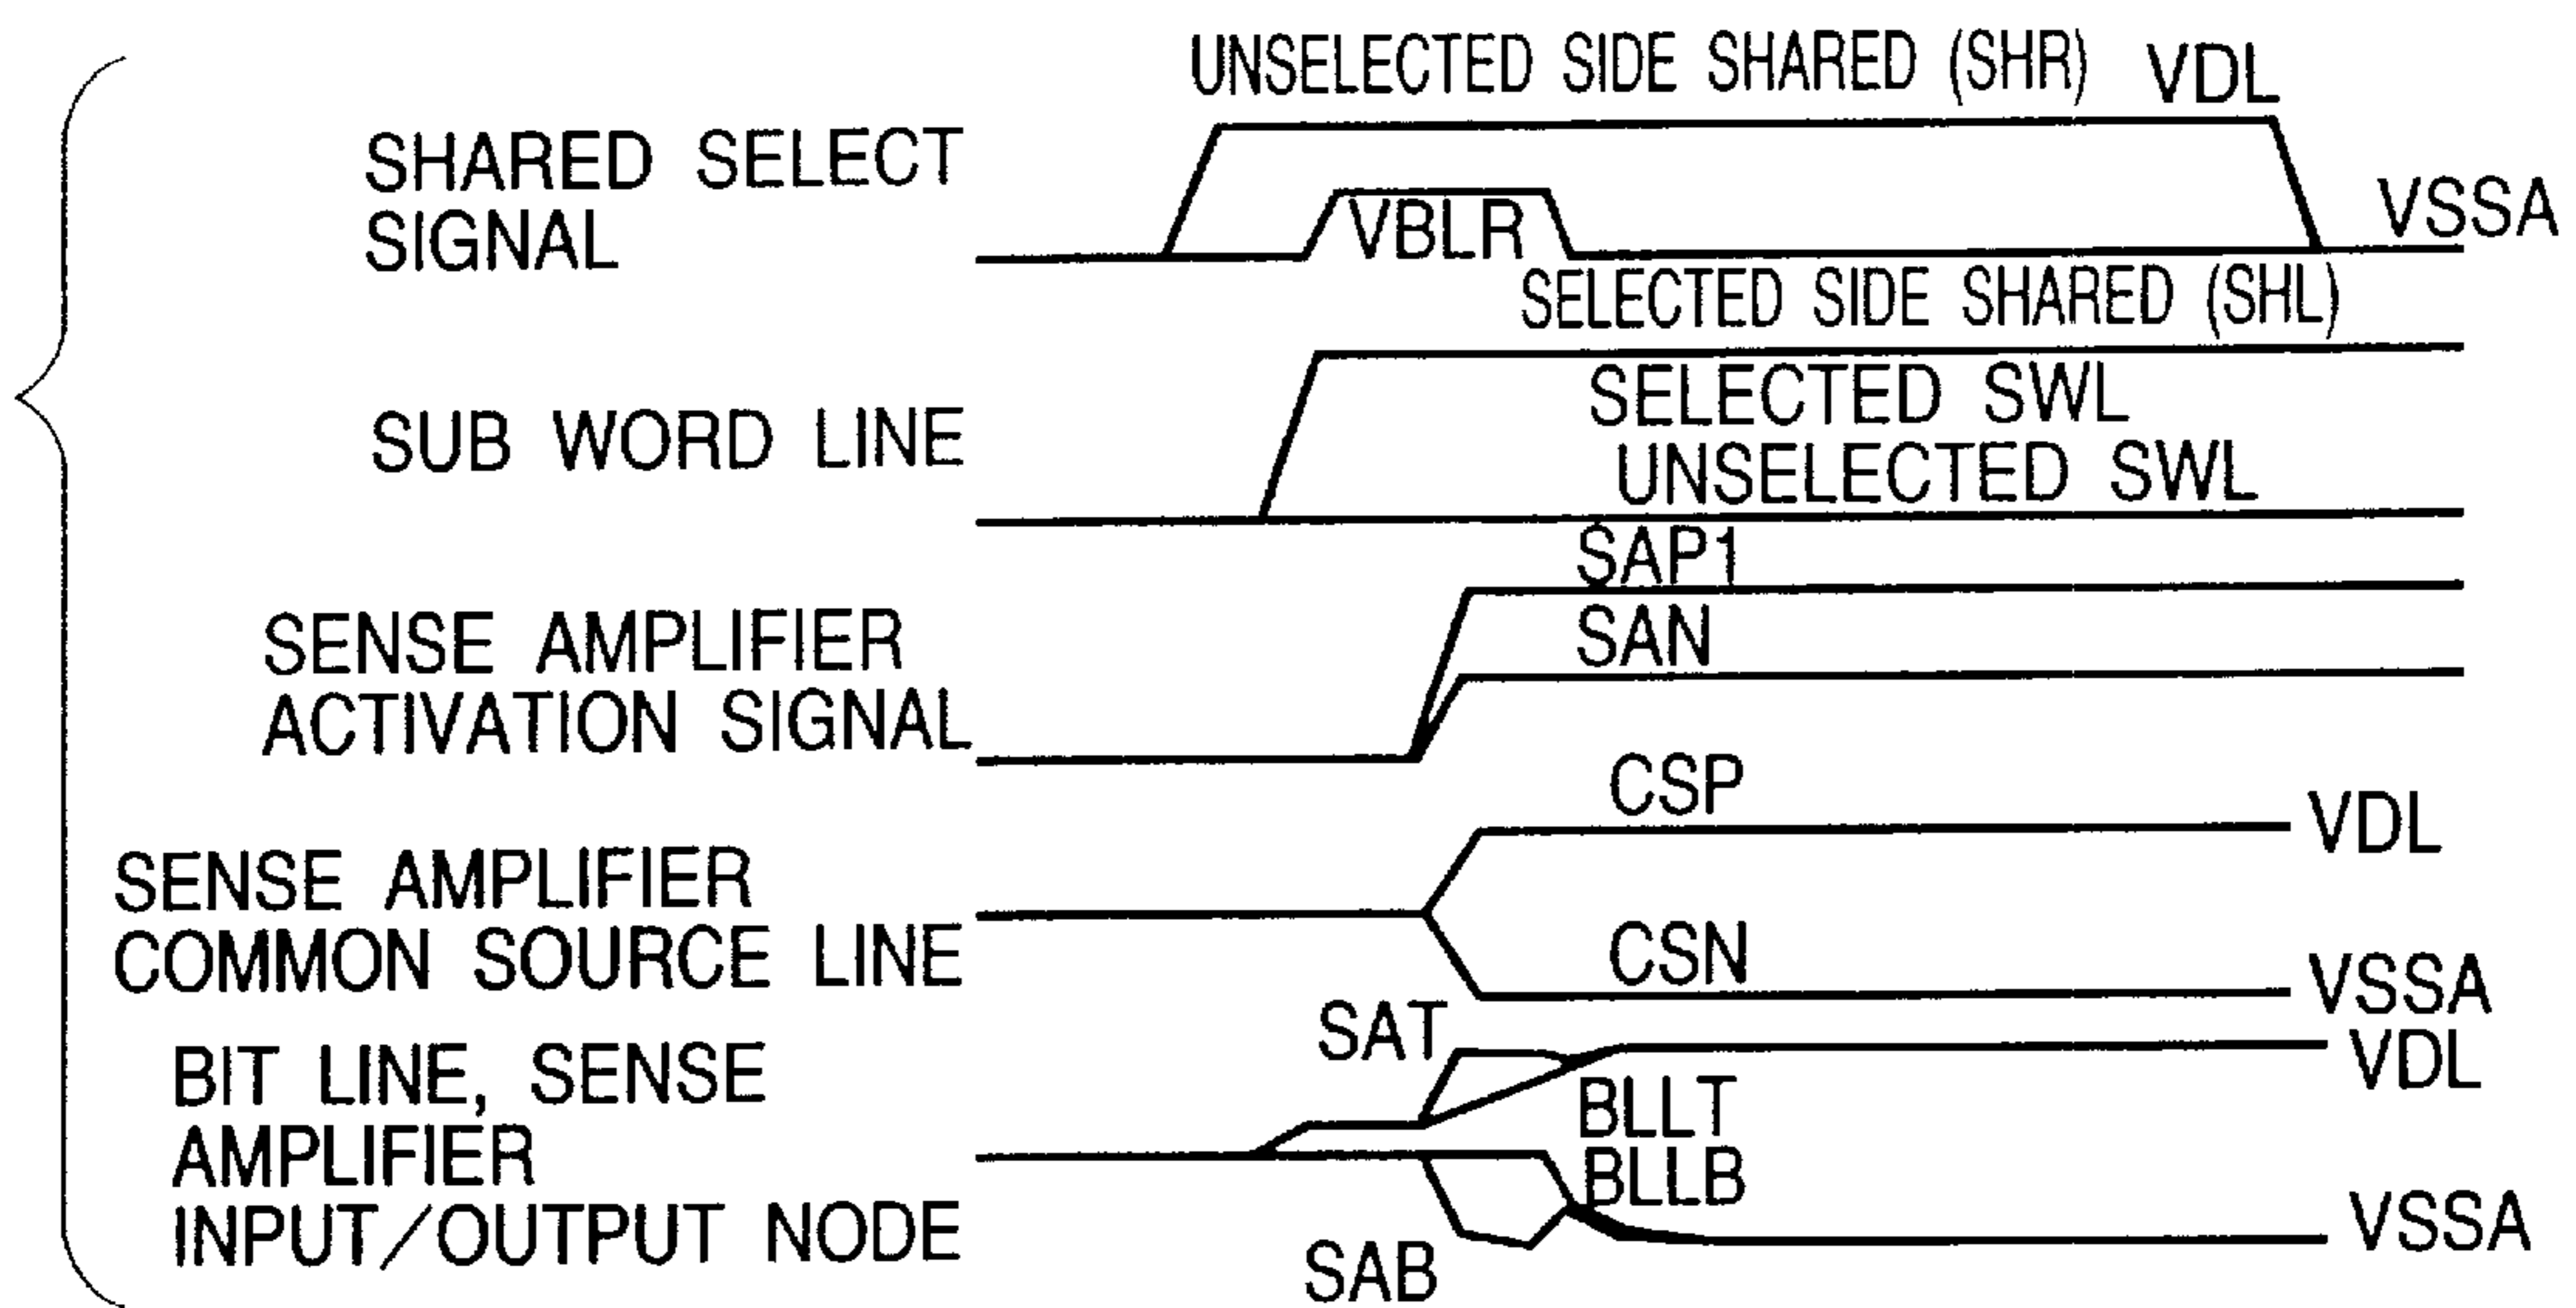 UNSELECTED SIDE SHARED (SHR) VDL
SHARED SELECT
SIGNAL
VBLR
VSSA
SELECTED SIDE SHARED (SHL)
SUB WORD LINE
SELECTED SWL
UNSELECTED SWL
SENSE AMPLIFIER
ACTIVATION SIGNAL
SAP1
SAN
SENSE AMPLIFIER
COMMON SOURCE LINE
CSP
VDL
CSN
VSSA
BIT LINE, SENSE
AMPLIFIER
INPUT/OUTPUT NODE
SAT
VDL
BLLT
BLLB
SAB
VSSA